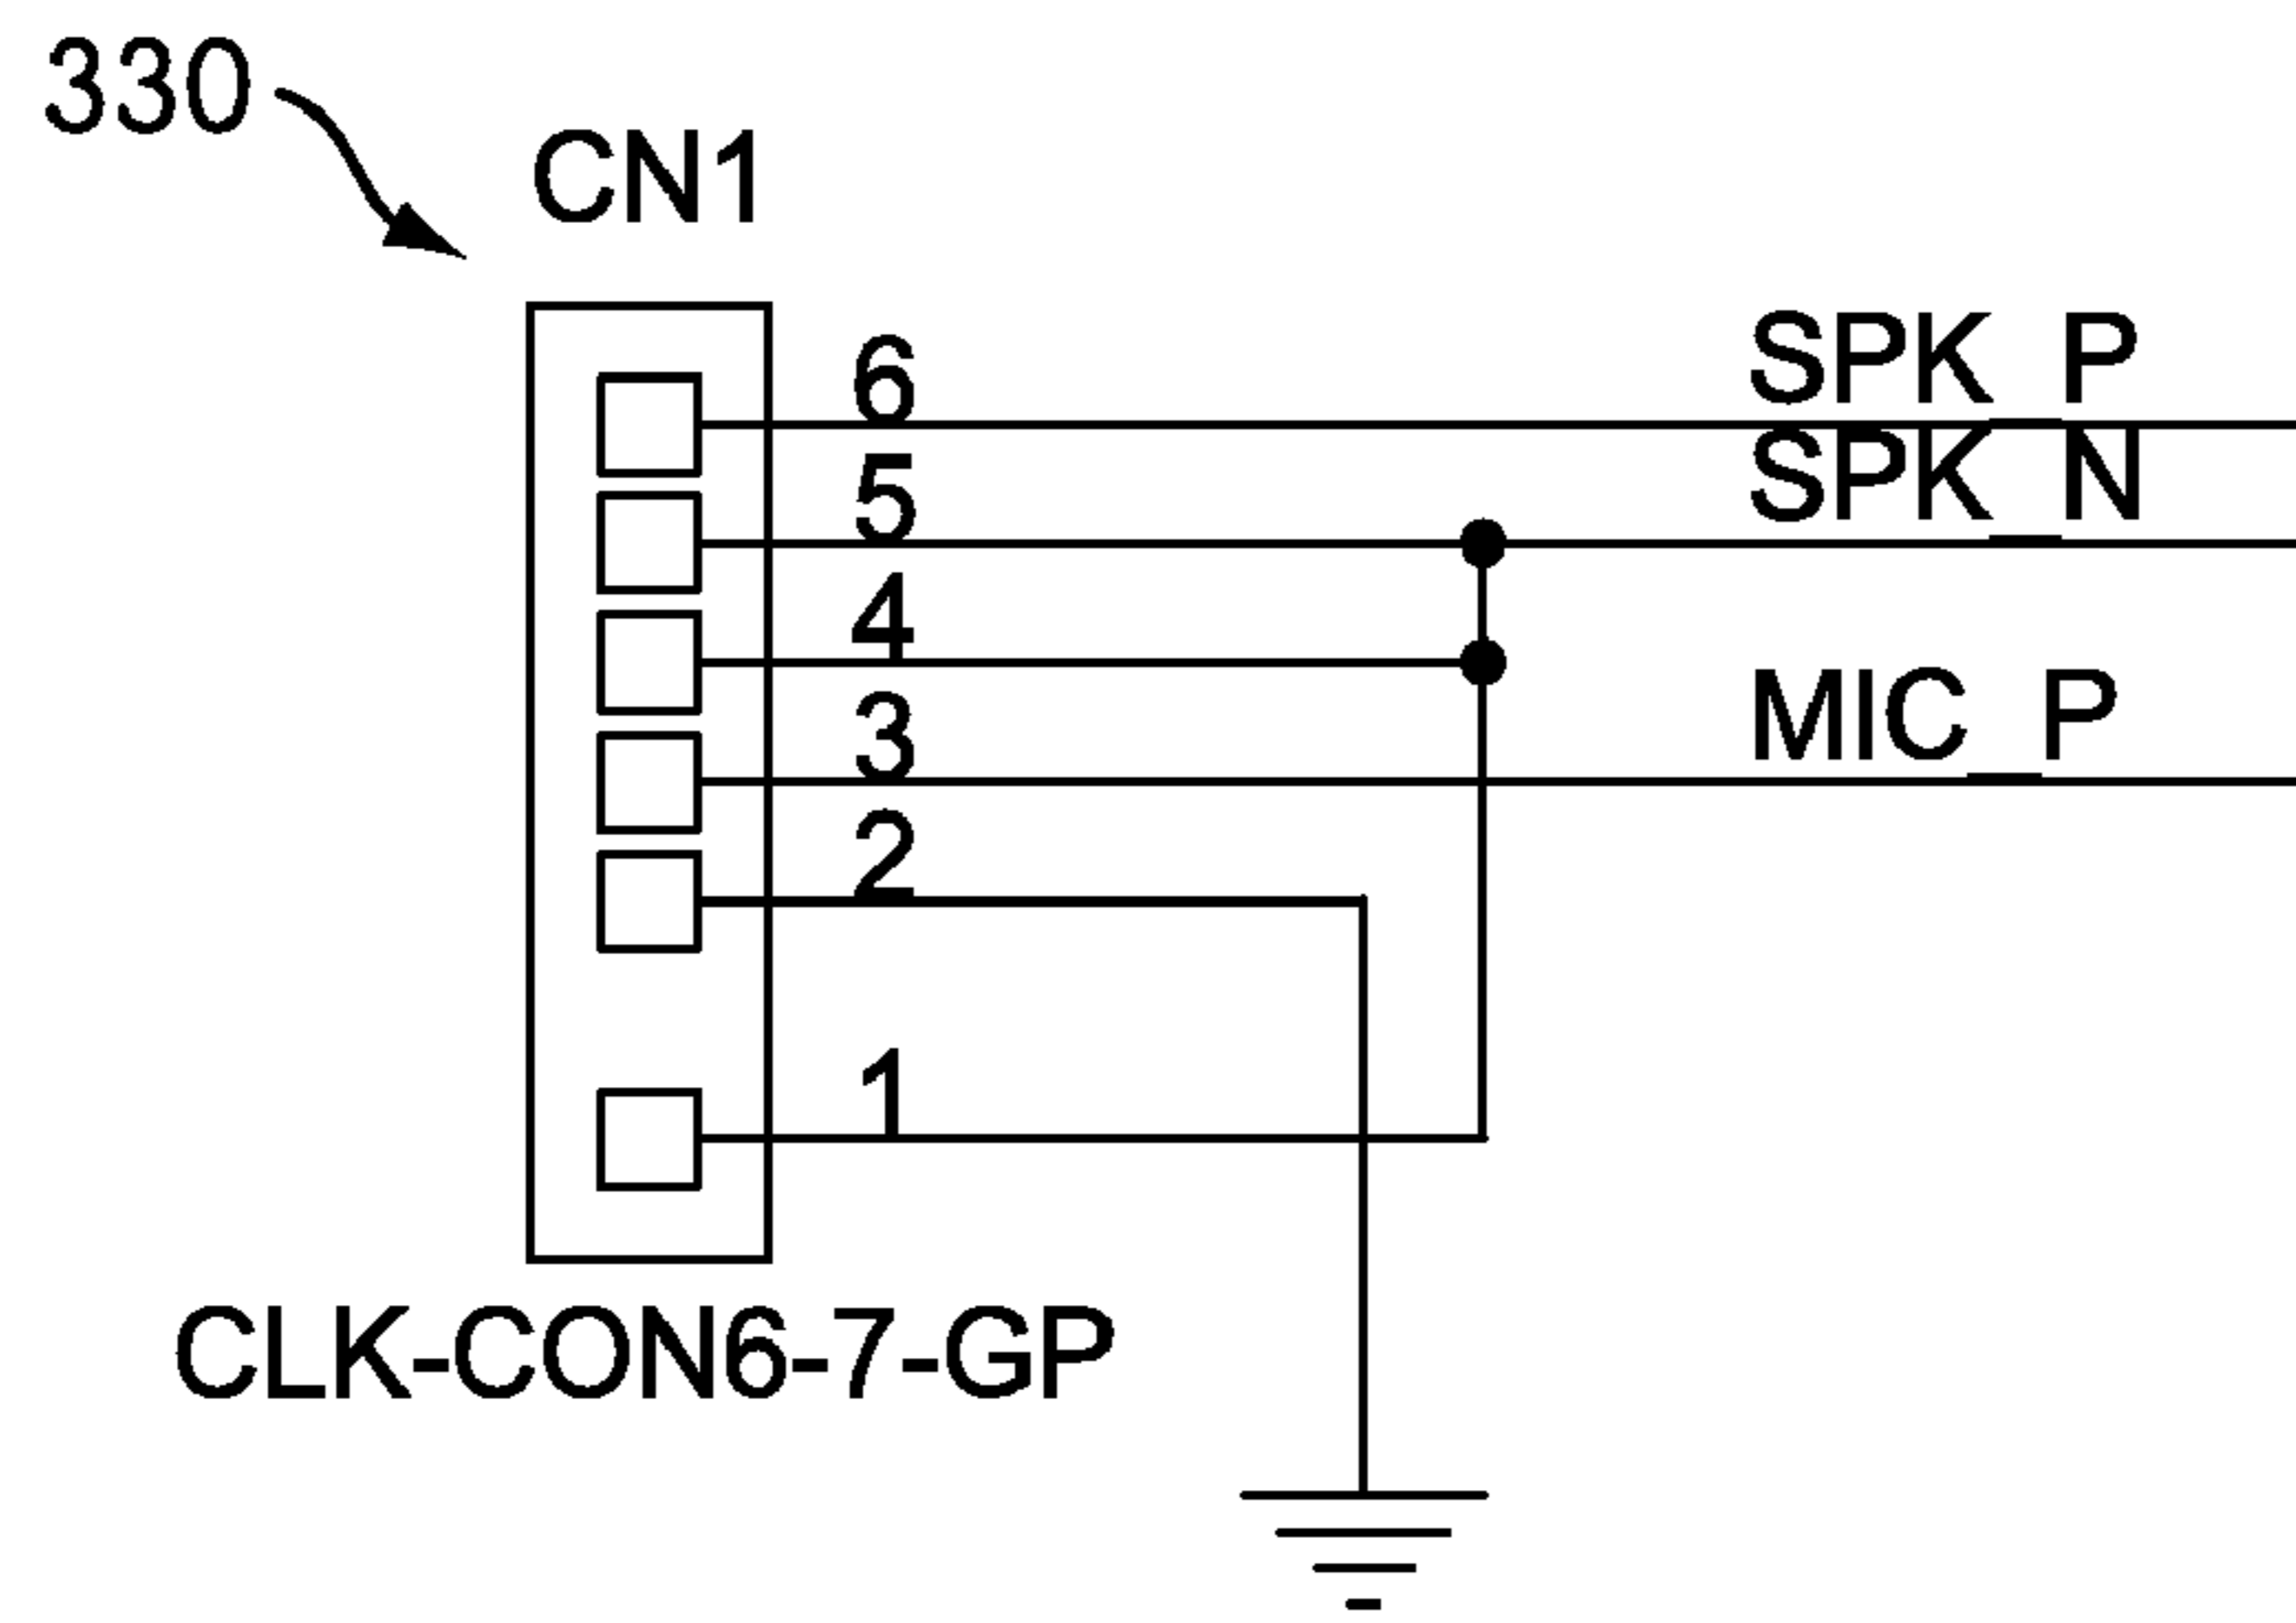 330
CN1
6 SPK_P
5 SPK_N
4
3 MIC_P
2
1
CLK-CON6-7-GP